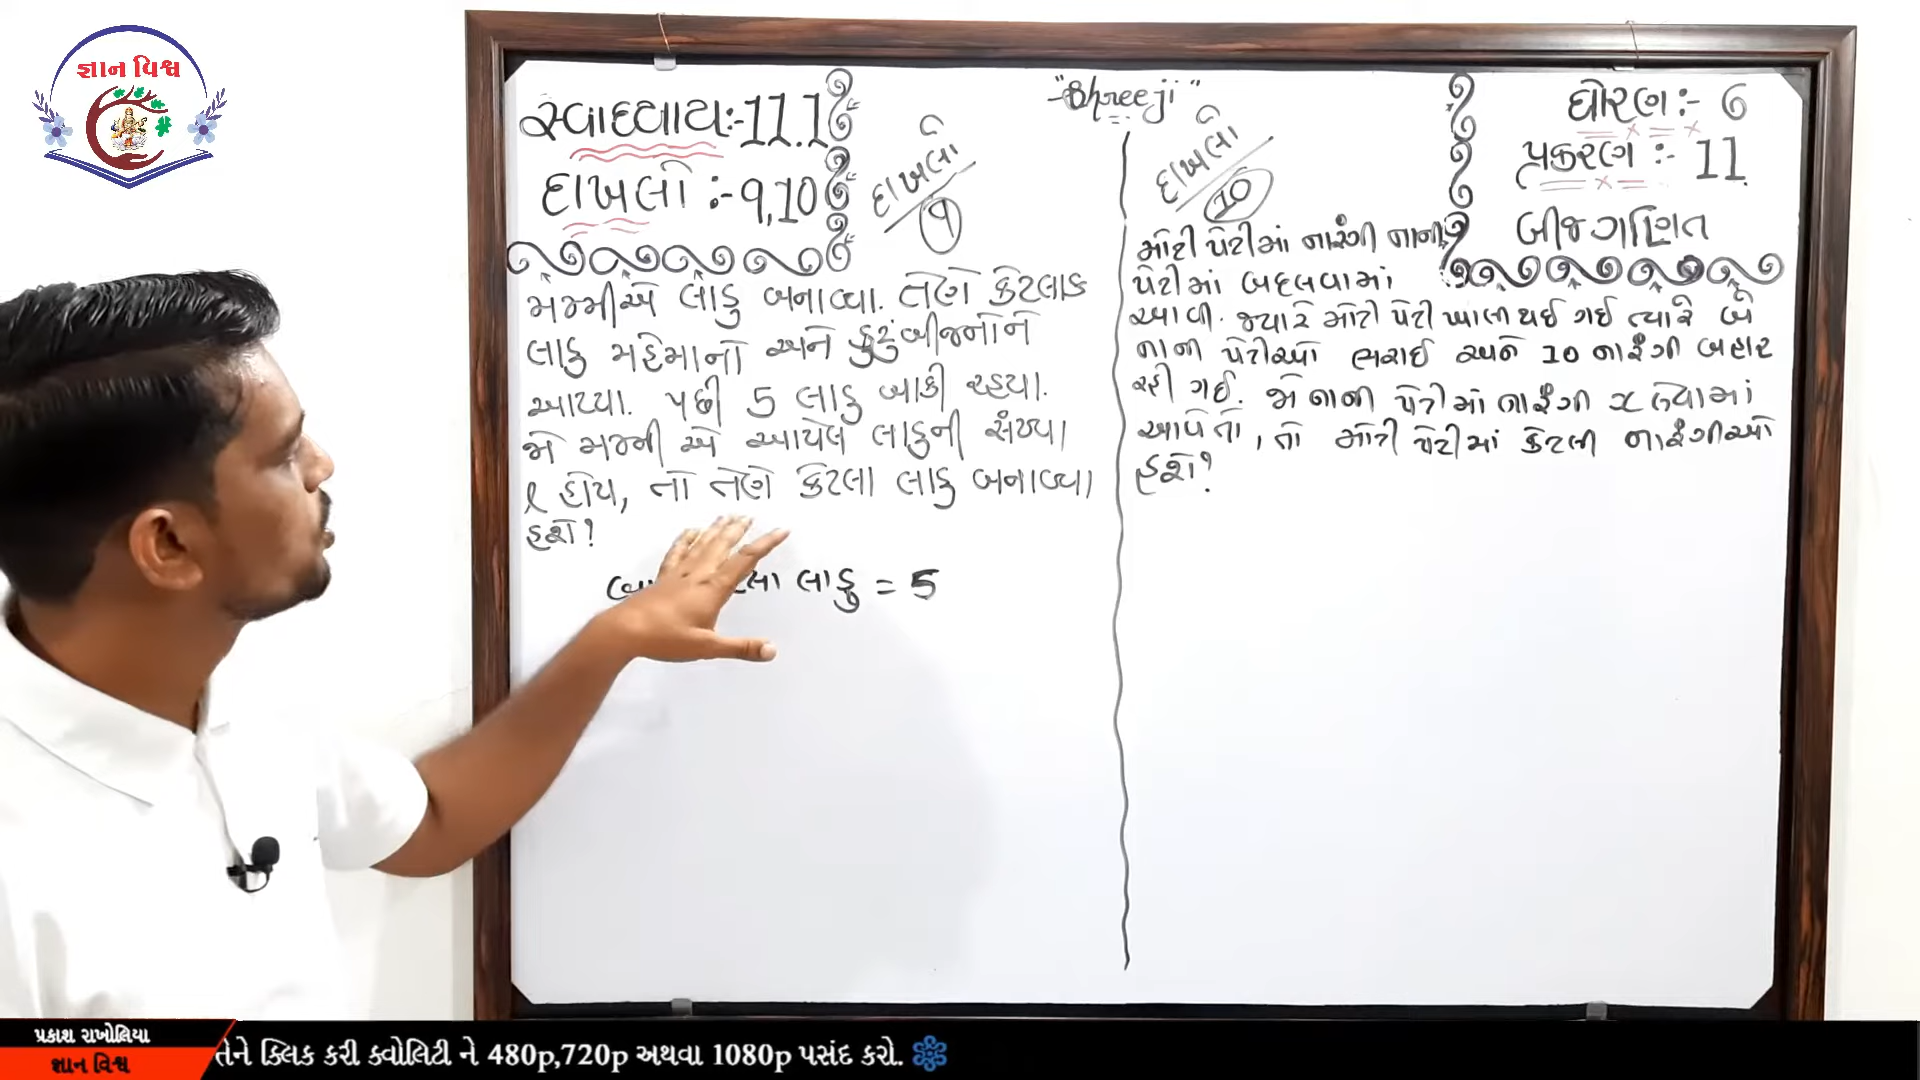 જ્ઞાન વિશ્વ
સ્વાધ્યાય:-11.1
દાખલો :- 9,10
દાખલો
9
મમ્મીએ લાડુ બનાવ્યા. તેણે કેટલાક
લાડુ મહેમાનો અને કુટુંબીજનોને
આપ્યા. પછી 5 લાડુ બાકી રહ્યા.
જો મમ્મી એ આપેલ લાડુની સંખ્યા
l હોય, તો તેણે કેટલા લાડુ બનાવ્યા
હશે?
લાડુ = 5
"Shreeji"
દાખલો
10
ધોરણ :- 6
પ્રકરણ :- 11
બીજગણિત
મોટી પેટીમાં નારંગી નાની
પેટીમાં બદલવામાં
આવી. જ્યારે મોટી પેટી ખાલી થઈ ગઈ ત્યારે બે
નાની પેટીઓ ભરાઈ અને 10 નારંગી બહાર
રહી ગઈ. જો નાની પેટીમાં નારંગી x લેવામાં
આવે તો, તો મોટી પેટીમાં કેટલી નારંગીઓ
હશે?
પ્રકાશ રાખોલિયા
જ્ઞાન વિશ્વ
તેને ક્લિક કરી ક્વોલિટી ને 480p,720p અથવા 1080p પસંદ કરો.